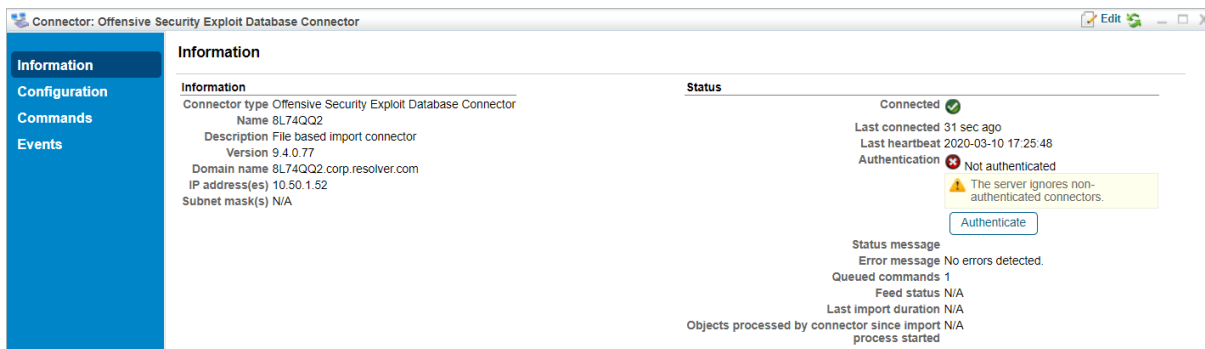 Connector: Offensive Security Exploit Database Connector
Edit
Information
Configuration
Commands
Events
Information
Information
Connector type Offensive Security Exploit Database Connector
Name 8L74QQ2
Description File based import connector
Version 9.4.0.77
Domain name 8L74QQ2.corp.resolver.com
IP address(es) 10.50.1.52
Subnet mask(s) N/A
Status
Connected
Last connected 31 sec ago
Last heartbeat 2020-03-10 17:25:48
Authentication Not authenticated
The server ignores non-
authenticated connectors.
Authenticate
Status message
Error message No errors detected.
Queued commands 1
Feed status N/A
Last import duration N/A
Objects processed by connector since import N/A
process started